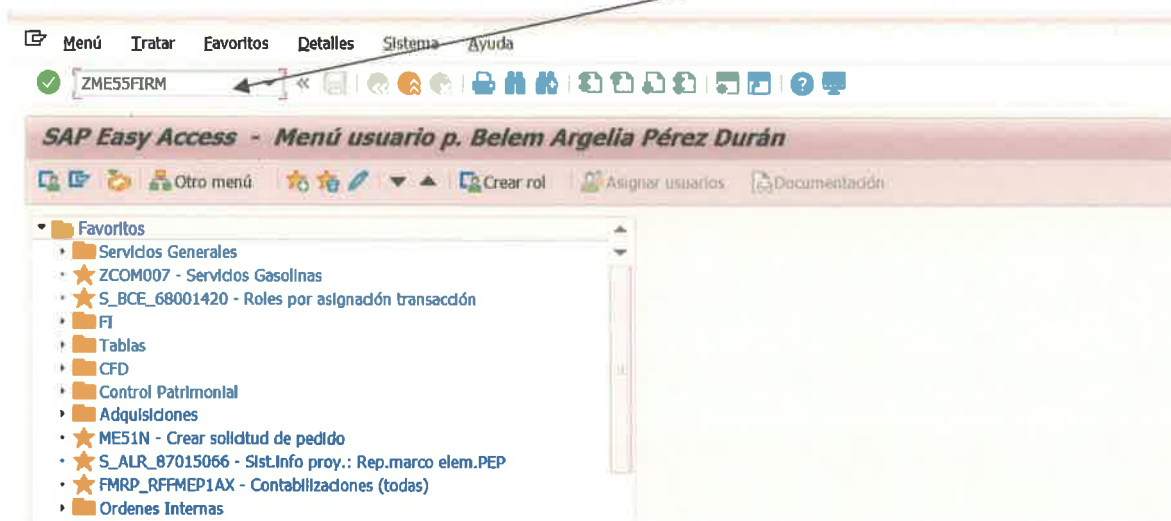 Menú Tratar Favoritos Detalles Sistema Ayuda
ZME55FIRM
SAP Easy Access - Menú usuario p. Belem Argelia Pérez Durán
Otro menú Crear rol Asignar usuarios Documentación
Favoritos
Servicios Generales
ZCOM007 - Servicios Gasolinas
S_BCE_68001420 - Roles por asignación transacción
FI
Tablas
CFD
Control Patrimonial
Adquisiciones
ME51N - Crear solicitud de pedido
S_ALR_87015066 - Sist.Info proy.: Rep.marco elem.PEP
FMRP_RFFMEP1AX - Contabilizaciones (todas)
Ordenes Internas